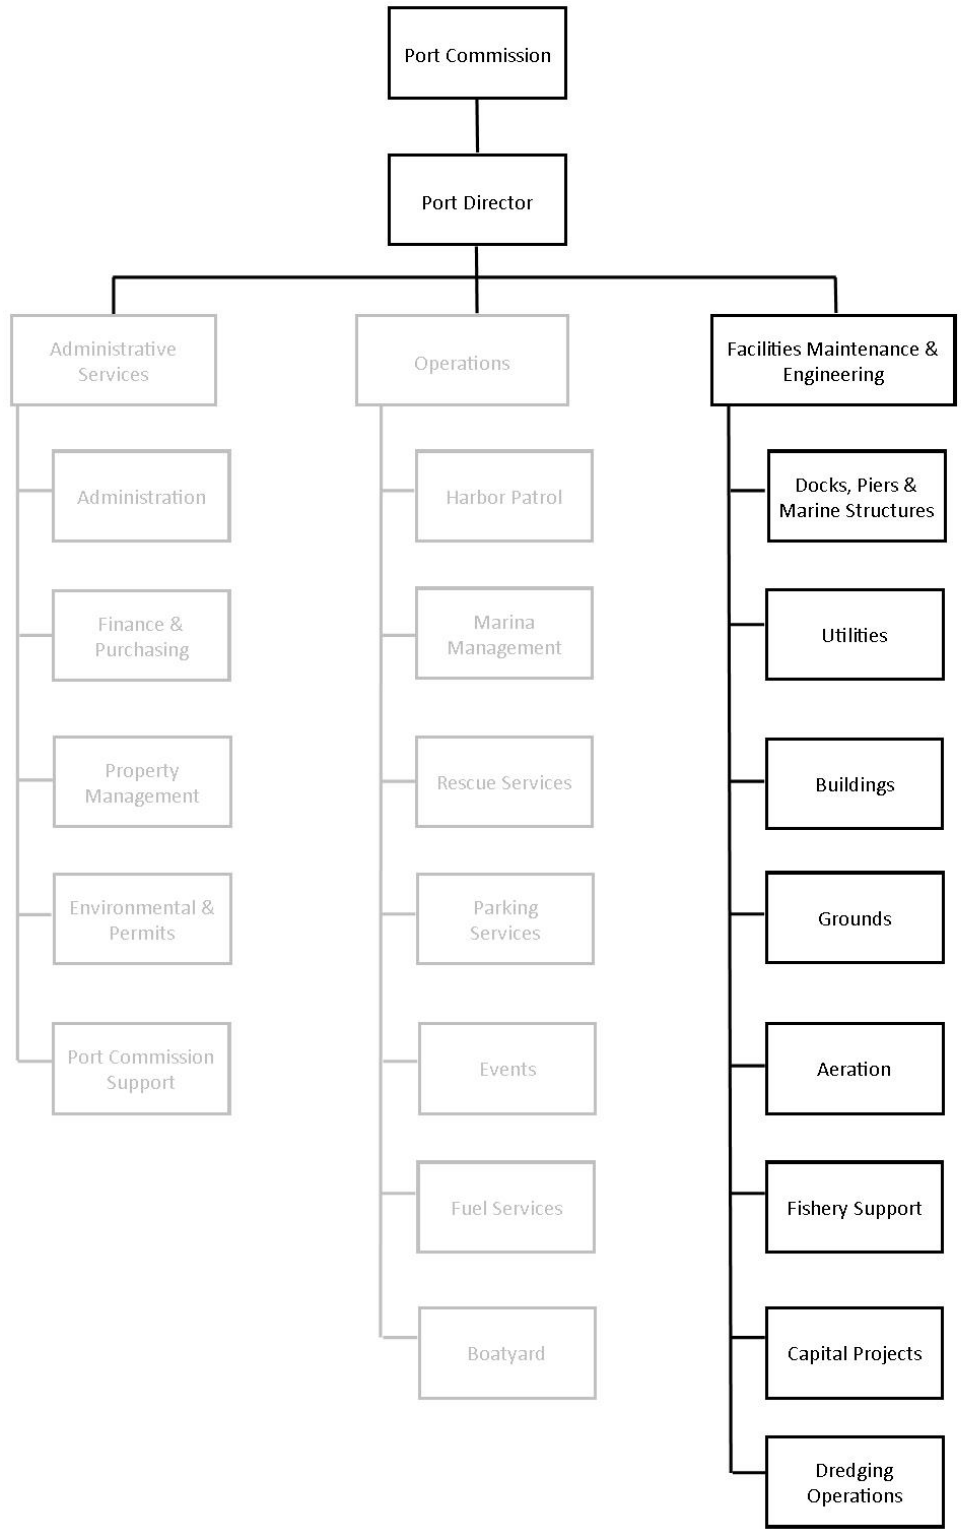 Port Commission
Port Director
Administrative
Services
Administration
Finance &
Purchasing
Property
Management
Environmental &
Permits
Port Commission
Support
Operations
Harbor Patrol
Marina
Management
Rescue Services
Parking
Services
Events
Fuel Services
Boatyard
Facilities Maintenance &
Engineering
Docks, Piers &
Marine Structures
Utilities
Buildings
Grounds
Aeration
Fishery Support
Capital Projects
Dredging
Operations